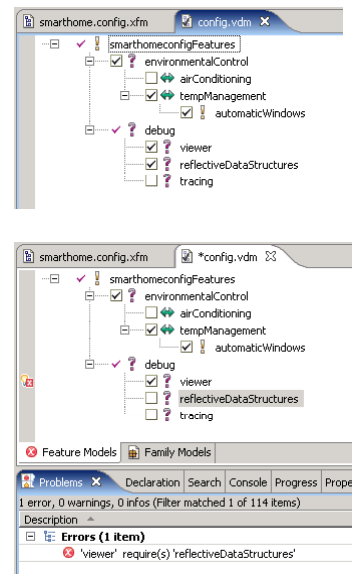 smarthome.config.xfm config.vdm
smarthomeconfigFeatures
environmentalControl
airConditioning
tempManagement
automaticWindows
debug
viewer
reflectiveDataStructures
tracing
smarthome.config.xfm *config.vdm
smarthomeconfigFeatures
environmentalControl
airConditioning
tempManagement
automaticWindows
debug
viewer
reflectiveDataStructures
tracing
Feature Models Family Models
Problems Declaration Search Console Progress Prope
1 error, 0 warnings, 0 infos (Filter matched 1 of 114 items)
Description
Errors (1 item)
'viewer' require(s) 'reflectiveDataStructures'